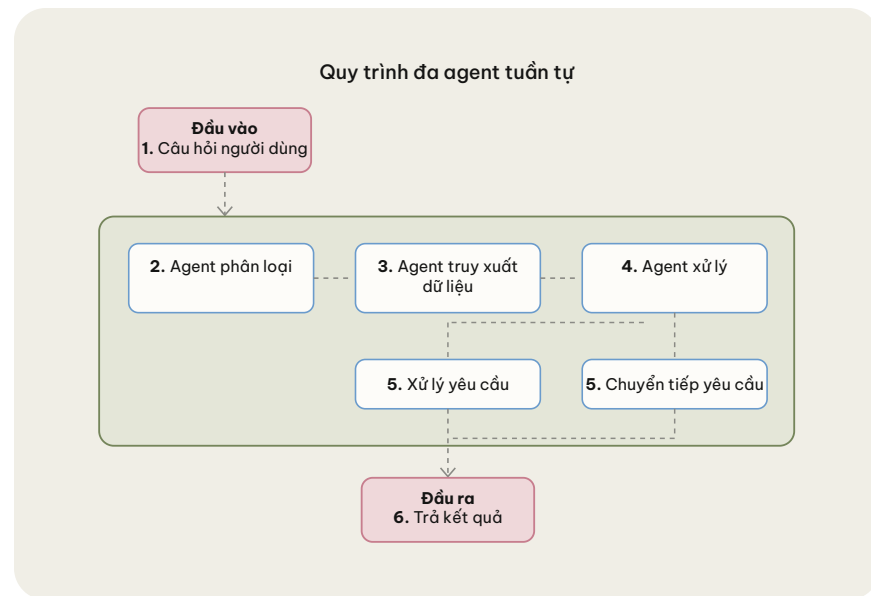 Quy trình đa agent tuần tự
Đầu vào
1. Câu hỏi người dùng
2. Agent phân loại
3. Agent truy xuất
dữ liệu
4. Agent xử lý
5. Xử lý yêu cầu
5. Chuyển tiếp yêu cầu
Đầu ra
6. Trả kết quả